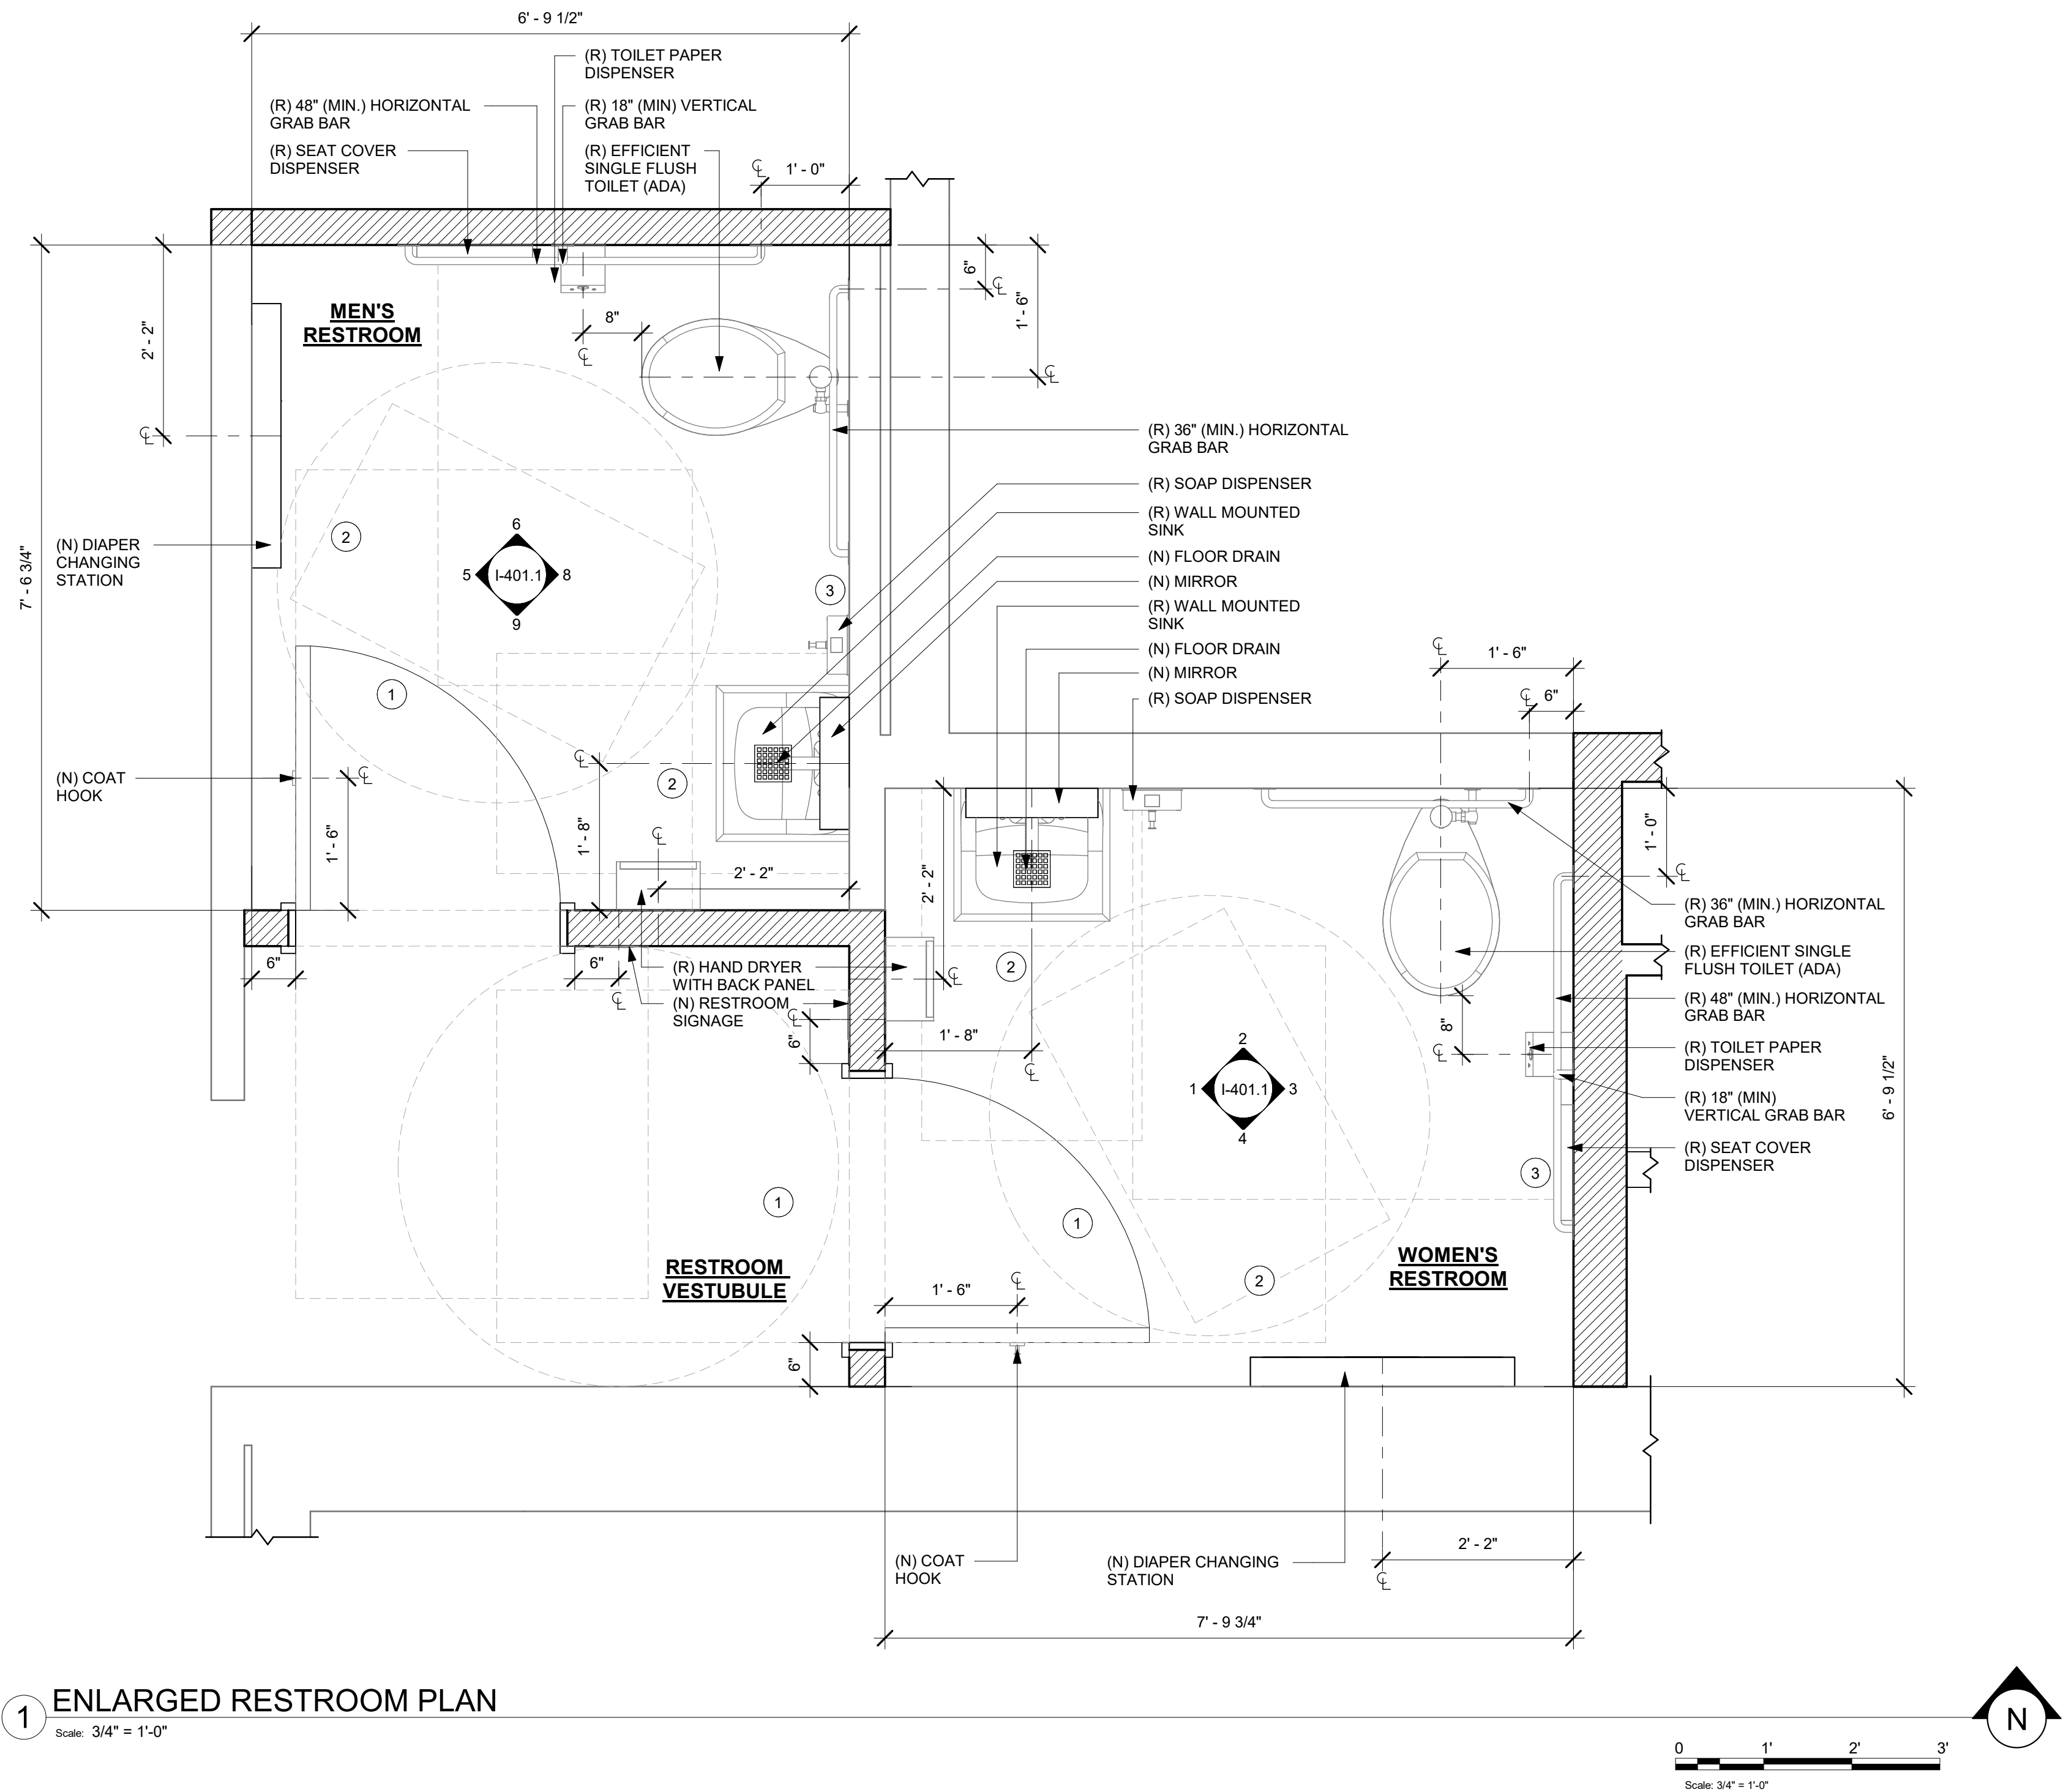 6' - 9 1/2"
(R) TOILET PAPER
DISPENSER
(R) 48" (MIN.) HORIZONTAL
GRAB BAR
(R) 18" (MIN) VERTICAL
GRAB BAR
(R) SEAT COVER
DISPENSER
(R) EFFICIENT
SINGLE FLUSH
TOILET (ADA)
1' - 0"
6"
1' - 6"
2' - 2"
MEN'S
RESTROOM
8"
7' - 6 3/4"
(N) DIAPER
CHANGING
STATION
2
6
5
I-401.1
8
9
3
1
2
(N) COAT
HOOK
1' - 6"
1' - 8"
2' - 2"
6"
6"
(R) 36" (MIN.) HORIZONTAL
GRAB BAR
(R) SOAP DISPENSER
(R) WALL MOUNTED
SINK
(N) FLOOR DRAIN
(N) MIRROR
(R) WALL MOUNTED
SINK
(N) FLOOR DRAIN
(N) MIRROR
(R) SOAP DISPENSER
1' - 6"
6"
1' - 0"
2' - 2"
(R) HAND DRYER
WITH BACK PANEL
(N) RESTROOM
SIGNAGE
6"
1' - 8"
2
8"
2
1
I-401.1
3
4
(R) 36" (MIN.) HORIZONTAL
GRAB BAR
(R) EFFICIENT SINGLE
FLUSH TOILET (ADA)
(R) 48" (MIN.) HORIZONTAL
GRAB BAR
(R) TOILET PAPER
DISPENSER
(R) 18" (MIN)
VERTICAL GRAB BAR
(R) SEAT COVER
DISPENSER
6' - 9 1/2"
3
1
1
2
RESTROOM
VESTUBULE
WOMEN'S
RESTROOM
1' - 6"
6"
(N) COAT
HOOK
(N) DIAPER CHANGING
STATION
2' - 2"
7' - 9 3/4"
1
ENLARGED RESTROOM PLAN
Scale: 3/4" = 1'-0"
N
0 1' 2' 3'
Scale: 3/4" = 1'-0"